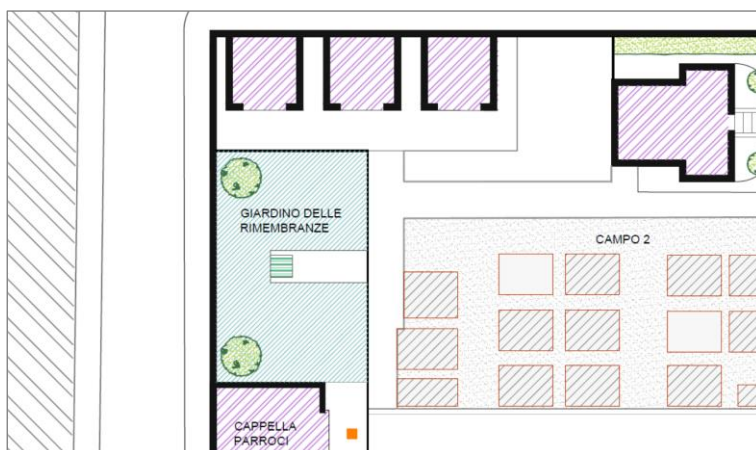 GIARDINO DELLE
RIMEMBRANZE
CAMPO 2
CAPPELLA
PARROCI